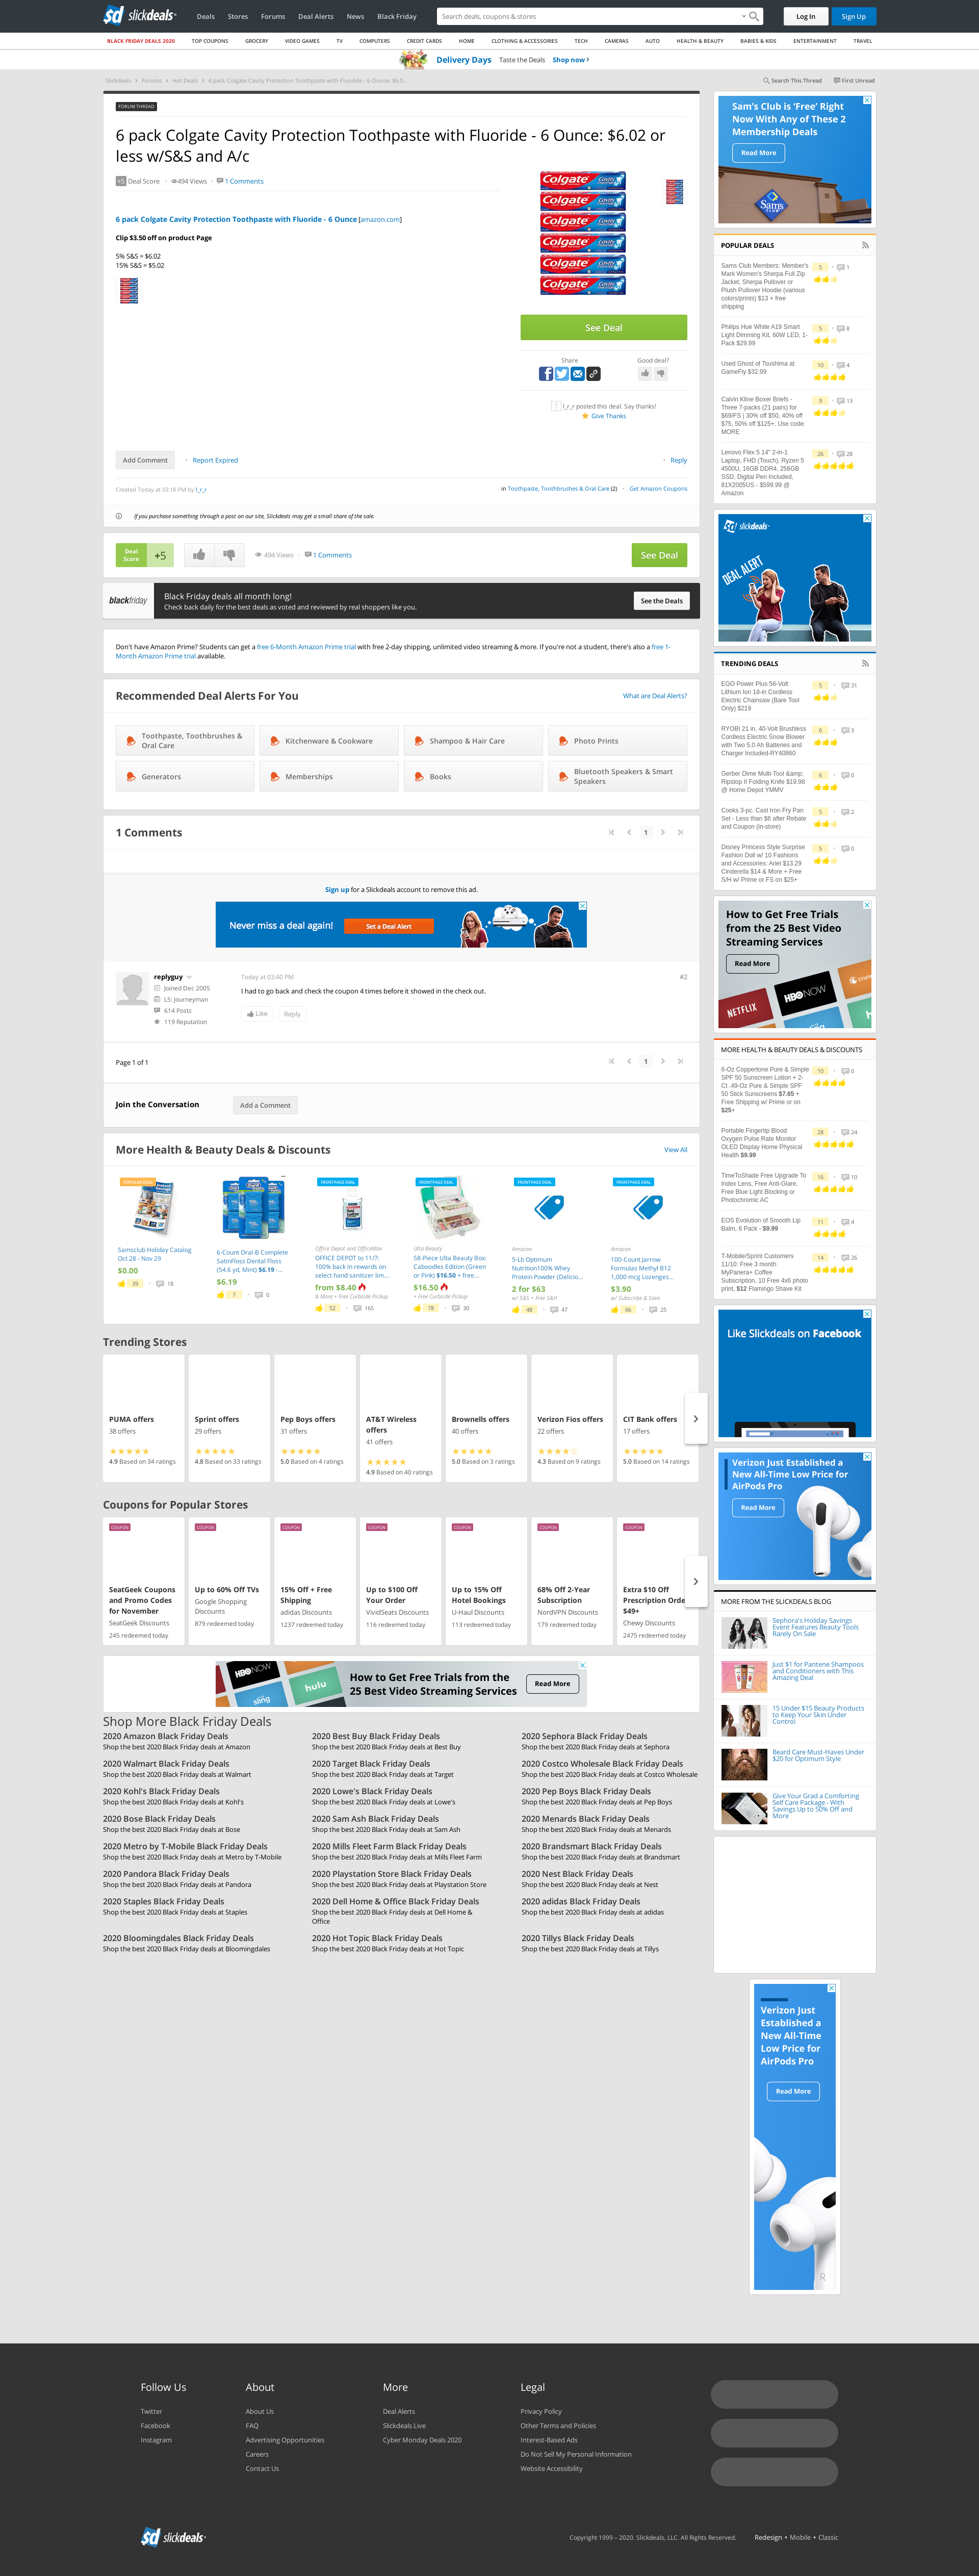 sd slickdeals
Deals
Stores
Forums
Deal Alerts
News
Black Friday
Search deals, coupons & stores
Log In
Sign Up
BLACK FRIDAY DEALS 2020
TOP COUPONS
GROCERY
VIDEO GAMES
TV
COMPUTERS
CREDIT CARDS
HOME
CLOTHING & ACCESSORIES
TECH
CAMERAS
AUTO
HEALTH & BEAUTY
BABIES & KIDS
ENTERTAINMENT
TRAVEL
Delivery Days Taste the Deals Shop now ›
Slickdeals › Forums › Hot Deals › 6 pack Colgate Cavity Protection Toothpaste with Fluoride - 6 Ounce: $6.0...
Search This Thread
First Unread
FORUM THREAD
6 pack Colgate Cavity Protection Toothpaste with Fluoride - 6 Ounce: $6.02 or
less w/S&S and A/c
+5 Deal Score
494 Views
1 Comments
6 pack Colgate Cavity Protection Toothpaste with Fluoride - 6 Ounce [amazon.com]
Clip $3.50 off on product Page
5% S&S = $6.02
15% S&S = $5.02
See Deal
Share
Good deal?
l_r_r posted this deal. Say thanks!
Give Thanks
Add Comment
Report Expired
Reply
Created Today at 03:18 PM by l_r_r
in Toothpaste, Toothbrushes & Oral Care (2)
Get Amazon Coupons
If you purchase something through a post on our site, Slickdeals may get a small share of the sale.
Deal
Score
+5
494 Views
1 Comments
See Deal
blackfriday
Black Friday deals all month long!
Check back daily for the best deals as voted and reviewed by real shoppers like you.
See the Deals
Don't have Amazon Prime? Students can get a free 6-Month Amazon Prime trial with free 2-day shipping, unlimited video streaming & more. If you're not a student, there's also a free 1-
Month Amazon Prime trial available.
Recommended Deal Alerts For You
What are Deal Alerts?
Toothpaste, Toothbrushes &
Oral Care
Kitchenware & Cookware
Shampoo & Hair Care
Photo Prints
Generators
Memberships
Books
Bluetooth Speakers & Smart
Speakers
1 Comments
1
Sign up for a Slickdeals account to remove this ad.
Never miss a deal again!
Set a Deal Alert
replyguy
Joined Dec 2005
L5: Journeyman
614 Posts
119 Reputation
Today at 03:40 PM
#2
I had to go back and check the coupon 4 times before it showed in the check out.
Like
Reply
Page 1 of 1
1
Join the Conversation
Add a Comment
More Health & Beauty Deals & Discounts
View All
POPULAR DEAL
Samsclub Holiday Catalog
Oct 28 - Nov 29
$0.00
39
18
6-Count Oral-B Complete
SatinFloss Dental Floss
(54.6 yd, Mint) $6.19 -...
$6.19
7
0
FRONTPAGE DEAL
Office Depot and OfficeMax
OFFICE DEPOT to 11/7:
100% back in rewards on
select hand sanitizer lim...
from $8.40
& More + Free Curbside Pickup
52
165
FRONTPAGE DEAL
Ulta Beauty
58-Piece Ulta Beauty Box:
Caboodles Edition (Green
or Pink) $16.50 + free...
$16.50
+ Free Curbside Pickup
78
30
FRONTPAGE DEAL
Amazon
5-Lb Optimum
Nutrition100% Whey
Protein Powder (Delicio...
2 for $63
w/ S&S + Free S&H
48
47
FRONTPAGE DEAL
Amazon
100-Count Jarrow
Formulas Methyl B12
1,000 mcg Lozenges...
$3.90
w/ Subscribe & Save
66
25
Trending Stores
PUMA offers
38 offers
4.9 Based on 34 ratings
Sprint offers
29 offers
4.8 Based on 33 ratings
Pep Boys offers
31 offers
5.0 Based on 4 ratings
AT&T Wireless
offers
41 offers
4.9 Based on 40 ratings
Brownells offers
40 offers
5.0 Based on 3 ratings
Verizon Fios offers
22 offers
4.3 Based on 9 ratings
CIT Bank offers
17 offers
5.0 Based on 14 ratings
Coupons for Popular Stores
COUPON
SeatGeek Coupons
and Promo Codes
for November
SeatGeek Discounts
245 redeemed today
COUPON
Up to 60% Off TVs
Google Shopping
Discounts
879 redeemed today
COUPON
15% Off + Free
Shipping
adidas Discounts
1237 redeemed today
COUPON
Up to $100 Off
Your Order
VividSeats Discounts
116 redeemed today
COUPON
Up to 15% Off
Hotel Bookings
U-Haul Discounts
113 redeemed today
COUPON
68% Off 2-Year
Subscription
NordVPN Discounts
179 redeemed today
COUPON
Extra $10 Off
Prescription Orde
$49+
Chewy Discounts
2475 redeemed today
HBO NOW
sling
hulu
How to Get Free Trials from the
25 Best Video Streaming Services
Read More
Shop More Black Friday Deals
2020 Amazon Black Friday Deals
Shop the best 2020 Black Friday deals at Amazon
2020 Best Buy Black Friday Deals
Shop the best 2020 Black Friday deals at Best Buy
2020 Sephora Black Friday Deals
Shop the best 2020 Black Friday deals at Sephora
2020 Walmart Black Friday Deals
Shop the best 2020 Black Friday deals at Walmart
2020 Target Black Friday Deals
Shop the best 2020 Black Friday deals at Target
2020 Costco Wholesale Black Friday Deals
Shop the best 2020 Black Friday deals at Costco Wholesale
2020 Kohl's Black Friday Deals
Shop the best 2020 Black Friday deals at Kohl's
2020 Lowe's Black Friday Deals
Shop the best 2020 Black Friday deals at Lowe's
2020 Pep Boys Black Friday Deals
Shop the best 2020 Black Friday deals at Pep Boys
2020 Bose Black Friday Deals
Shop the best 2020 Black Friday deals at Bose
2020 Sam Ash Black Friday Deals
Shop the best 2020 Black Friday deals at Sam Ash
2020 Menards Black Friday Deals
Shop the best 2020 Black Friday deals at Menards
2020 Metro by T-Mobile Black Friday Deals
Shop the best 2020 Black Friday deals at Metro by T-Mobile
2020 Mills Fleet Farm Black Friday Deals
Shop the best 2020 Black Friday deals at Mills Fleet Farm
2020 Brandsmart Black Friday Deals
Shop the best 2020 Black Friday deals at Brandsmart
2020 Pandora Black Friday Deals
Shop the best 2020 Black Friday deals at Pandora
2020 Playstation Store Black Friday Deals
Shop the best 2020 Black Friday deals at Playstation Store
2020 Nest Black Friday Deals
Shop the best 2020 Black Friday deals at Nest
2020 Staples Black Friday Deals
Shop the best 2020 Black Friday deals at Staples
2020 Dell Home & Office Black Friday Deals
Shop the best 2020 Black Friday deals at Dell Home &
Office
2020 adidas Black Friday Deals
Shop the best 2020 Black Friday deals at adidas
2020 Bloomingdales Black Friday Deals
Shop the best 2020 Black Friday deals at Bloomingdales
2020 Hot Topic Black Friday Deals
Shop the best 2020 Black Friday deals at Hot Topic
2020 Tillys Black Friday Deals
Shop the best 2020 Black Friday deals at Tillys
Sam's Club is 'Free' Right
Now With Any of These 2
Membership Deals
Read More
Sams
CLUB
POPULAR DEALS
Sams Club Members: Member's
Mark Women's Sherpa Full Zip
Jacket, Sherpa Pullover or
Plush Pullover Hoodie (various
colors/prints) $13 + free
shipping
5
1
Philips Hue White A19 Smart
Light Dimming Kit, 60W LED, 1-
Pack $29.99
5
8
Used Ghost of Tsushima at
GameFly $32.99
10
4
Calvin Kline Boxer Briefs -
Three 7-packs (21 pairs) for
$69/FS | 30% off $50, 40% off
$75, 50% off $125+. Use code:
MORE
9
13
Lenovo Flex 5 14" 2-in-1
Laptop, FHD (Touch), Ryzen 5
4500U, 16GB DDR4, 256GB
SSD, Digital Pen Included,
81X2005US - $599.99 @
Amazon
26
28
sd slickdeals
DEAL ALERT
TRENDING DEALS
EGO Power Plus 56-Volt
Lithium Ion 18-in Cordless
Electric Chainsaw (Bare Tool
Only) $219
5
31
RYOBI 21 in. 40-Volt Brushless
Cordless Electric Snow Blower
with Two 5.0 Ah Batteries and
Charger Included-RY40860
6
3
Gerber Dime Multi-Tool &amp;
Ripstop II Folding Knife $19.98
@ Home Depot YMMV
6
0
Cooks 3-pc. Cast Iron Fry Pan
Set - Less than $6 after Rebate
and Coupon (in-store)
5
2
Disney Princess Style Surprise
Fashion Doll w/ 10 Fashions
and Accessories: Ariel $13.29
Cinderella $14 & More + Free
S/H w/ Prime or FS on $25+
5
0
How to Get Free Trials
from the 25 Best Video
Streaming Services
Read More
NETFLIX
HBO NOW
MORE HEALTH & BEAUTY DEALS & DISCOUNTS
6-Oz Coppertone Pure & Simple
SPF 50 Sunscreen Lotion + 2-
Ct .49-Oz Pure & Simple SPF
50 Stick Sunscreens $7.65 +
Free Shipping w/ Prime or on
$25+
10
0
Portable Fingertip Blood
Oxygen Pulse Rate Monitor
OLED Display Home Physical
Health $9.99
28
24
TimeToShade Free Upgrade To
Index Lens, Free Anti-Glare,
Free Blue Light Blocking or
Photochromic AC
16
10
EOS Evolution of Smooth Lip
Balm, 6 Pack - $9.99
11
4
T-Mobile/Sprint Customers
11/10: Free 3 month
MyPanera+ Coffee
Subscription, 10 Free 4x6 photo
print, $12 Flamingo Shave Kit
14
26
Like Slickdeals on Facebook
Verizon Just Established a
New All-Time Low Price for
AirPods Pro
Read More
MORE FROM THE SLICKDEALS BLOG
Sephora's Holiday Savings
Event Features Beauty Tools
Rarely On Sale
Just $1 for Pantene Shampoos
and Conditioners with This
Amazing Deal
15 Under $15 Beauty Products
to Keep Your Skin Under
Control
Beard Care Must-Haves Under
$20 for Optimum Style
Give Your Grad a Comforting
Self Care Package - With
Savings Up to 50% Off and
More
Verizon Just
Established a
New All-Time
Low Price for
AirPods Pro
Read More
Follow Us
Twitter
Facebook
Instagram
About
About Us
FAQ
Advertising Opportunities
Careers
Contact Us
More
Deal Alerts
Slickdeals Live
Cyber Monday Deals 2020
Legal
Privacy Policy
Other Terms and Policies
Interest-Based Ads
Do Not Sell My Personal Information
Website Accessibility
sd slickdeals
Copyright 1999 – 2020. Slickdeals, LLC. All Rights Reserved.
Redesign • Mobile • Classic